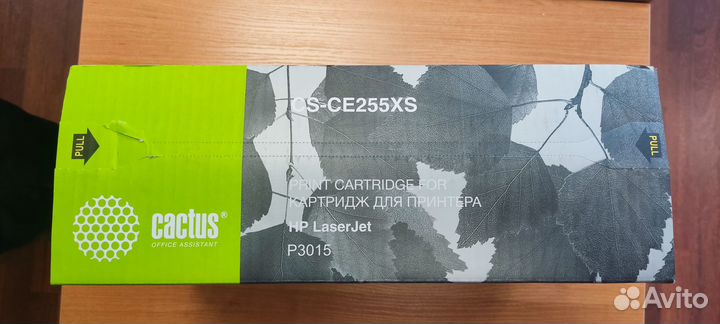 CS-CE255XS
PULL
PULL
PRINT CARTRIDGE FOR
КАРТРИДЖ ДЛЯ ПРИНТЕРА
cactus®
OFFICE ASSISTANT
HP LaserJet
P3015
Avito